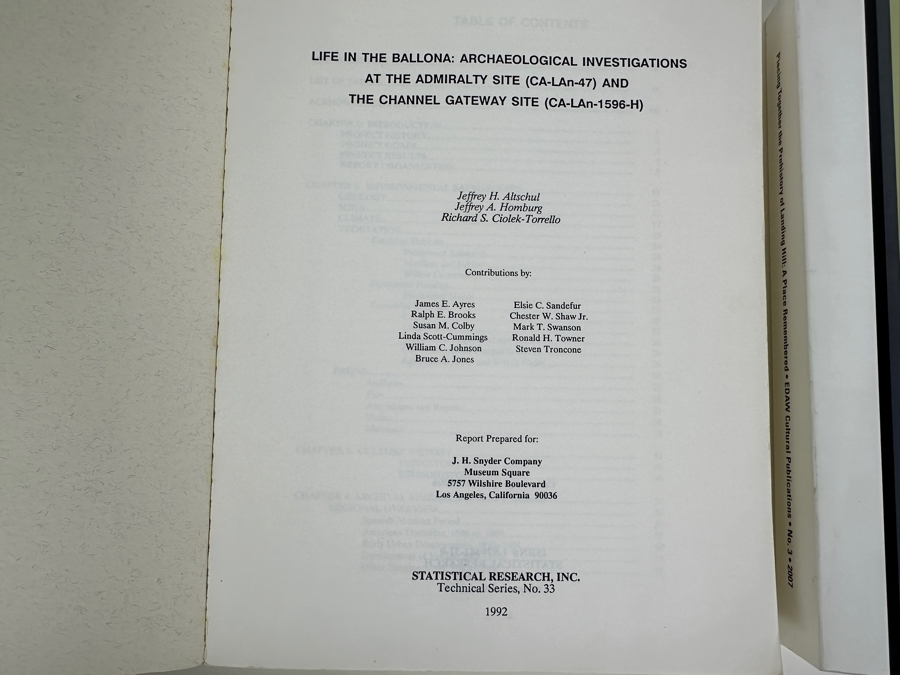 LIFE IN THE BALLONA: ARCHAEOLOGICAL INVESTIGATIONS
AT THE ADMIRALTY SITE (CA-LAn-47) AND
THE CHANNEL GATEWAY SITE (CA-LAn-1596-H)
Jeffrey H. Altschul
Jeffrey A. Homburg
Richard S. Ciolek-Torrello
Contributions by:
James E. Ayres
Ralph E. Brooks
Susan M. Colby
Linda Scott-Cummings
William C. Johnson
Bruce A. Jones
Elsie C. Sandefur
Chester W. Shaw Jr.
Mark T. Swanson
Ronald H. Towner
Steven Troncone
Report Prepared for:
J. H. Snyder Company
Museum Square
5757 Wilshire Boulevard
Los Angeles, California 90036
STATISTICAL RESEARCH, INC.
Technical Series, No. 33
1992
Piecing Together the Prehistory of Landing Hill: A Place Remembered • EDAW Cultural Publications • No. 3 • 2007
TABLE OF CONTENTS